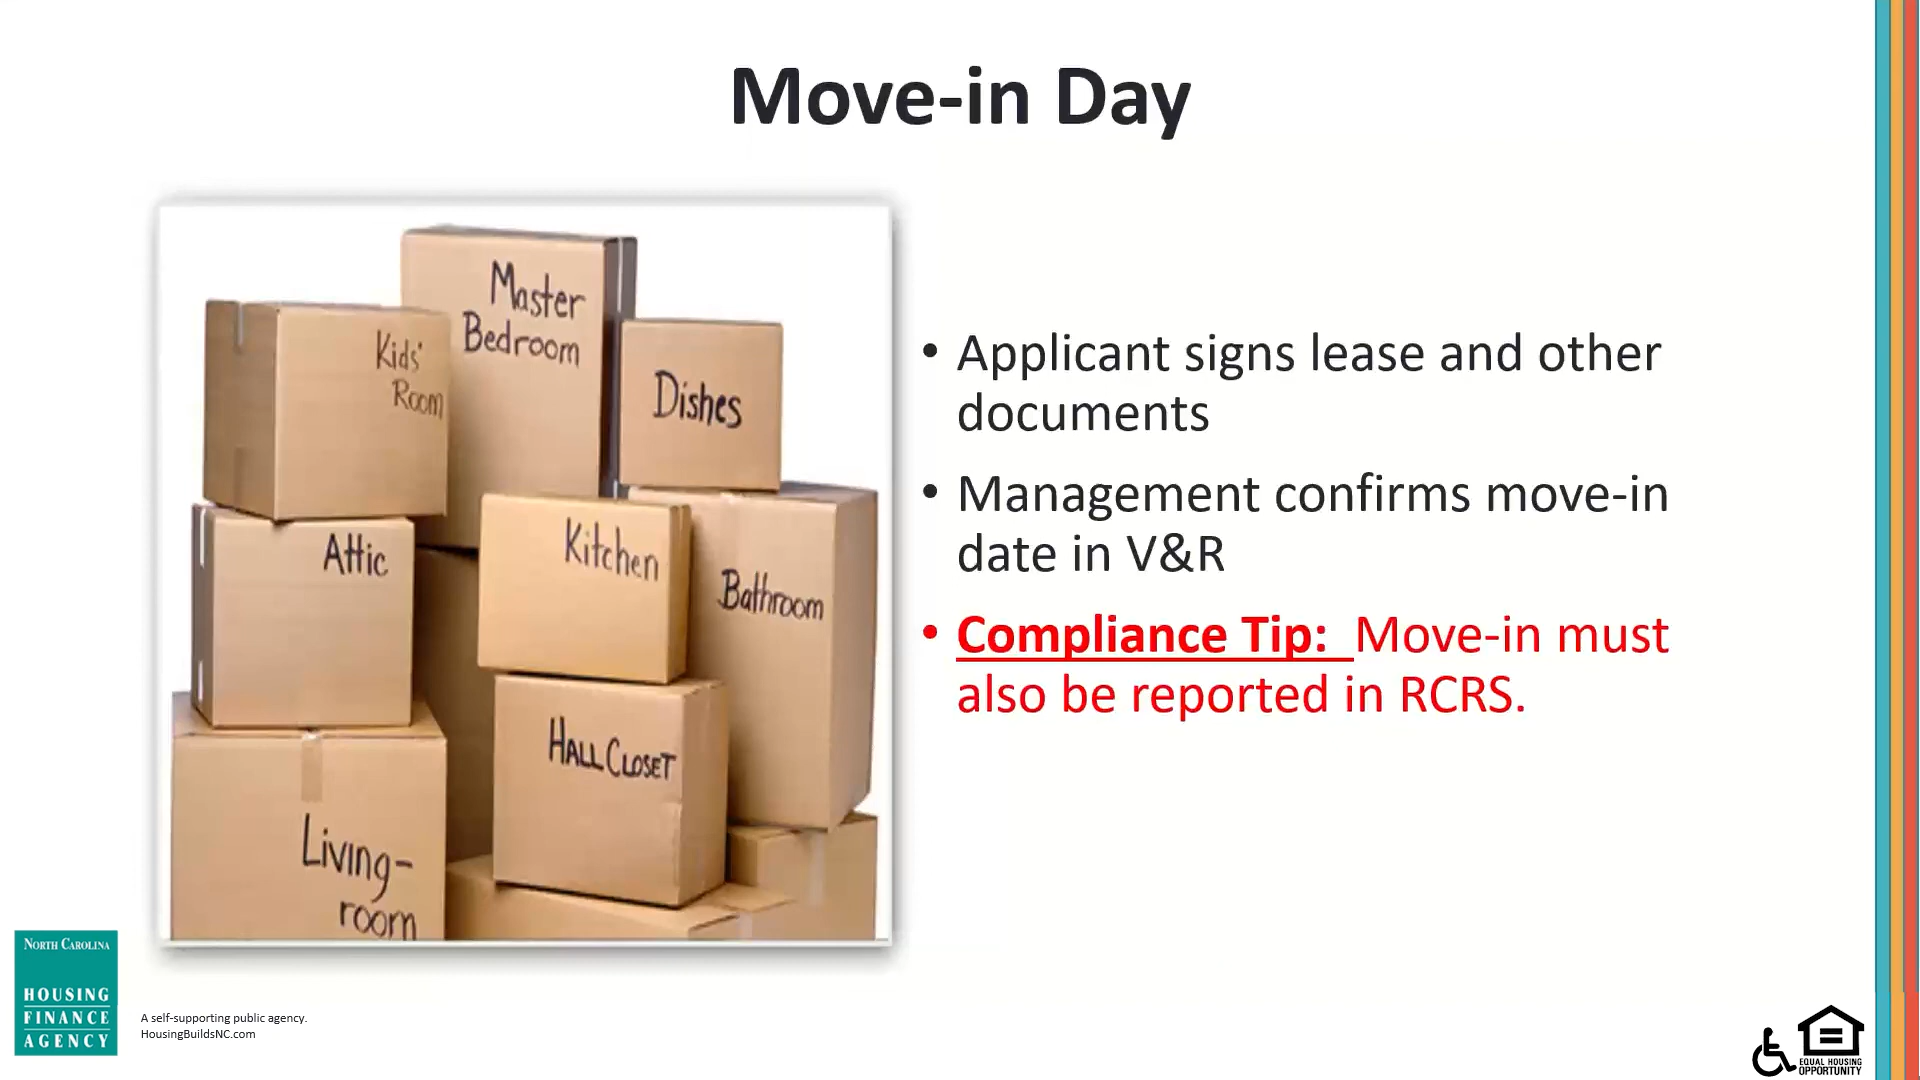 Move-in Day
Master
Bedroom
Kids'
Room
Dishes
Attic
Kitchen
Bathroom
HALL CLOSET
Living-
room
• Applicant signs lease and other
documents
• Management confirms move-in
date in V&R
• Compliance Tip: Move-in must
also be reported in RCRS.
NORTH CAROLINA
HOUSING
FINANCE
AGENCY
A self-supporting public agency.
HousingBuildsNC.com
EQUAL HOUSING
OPPORTUNITY